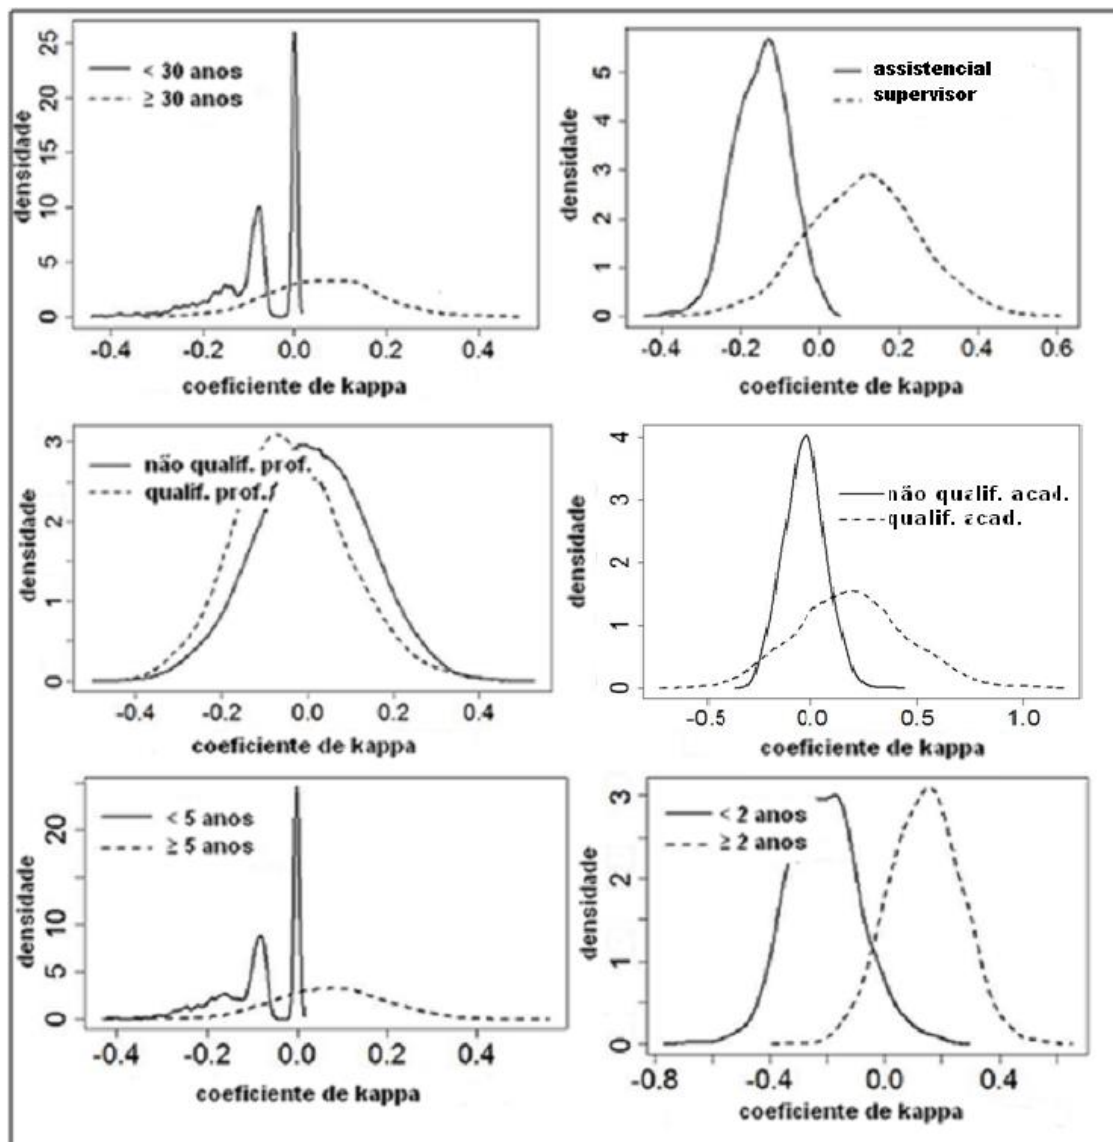 25
20
15
10
5
0
densidade
< 30 anos
≥ 30 anos
-0.4
-0.2
0.0
0.2
0.4
coeficiente de kappa
5
4
3
2
1
0
densidade
assistencial
supervisor
-0.4
-0.2
0.0
0.2
0.4
0.6
coeficiente de kappa
3
2
1
0
densidade
não qualif. prof.
qualif. prof.
-0.4
-0.2
0.0
0.2
0.4
coeficiente de kappa
4
3
2
1
0
densidade
não qualif. acad.
qualif. acad.
-0.5
0.0
0.5
1.0
coeficiente de kappa
20
10
5
0
densidade
< 5 anos
≥ 5 anos
-0.4
-0.2
0.0
0.2
0.4
coeficiente de kappa
3
2
1
0
densidade
< 2 anos
≥ 2 anos
-0.8
-0.4
0.0
0.4
coeficiente de kappa